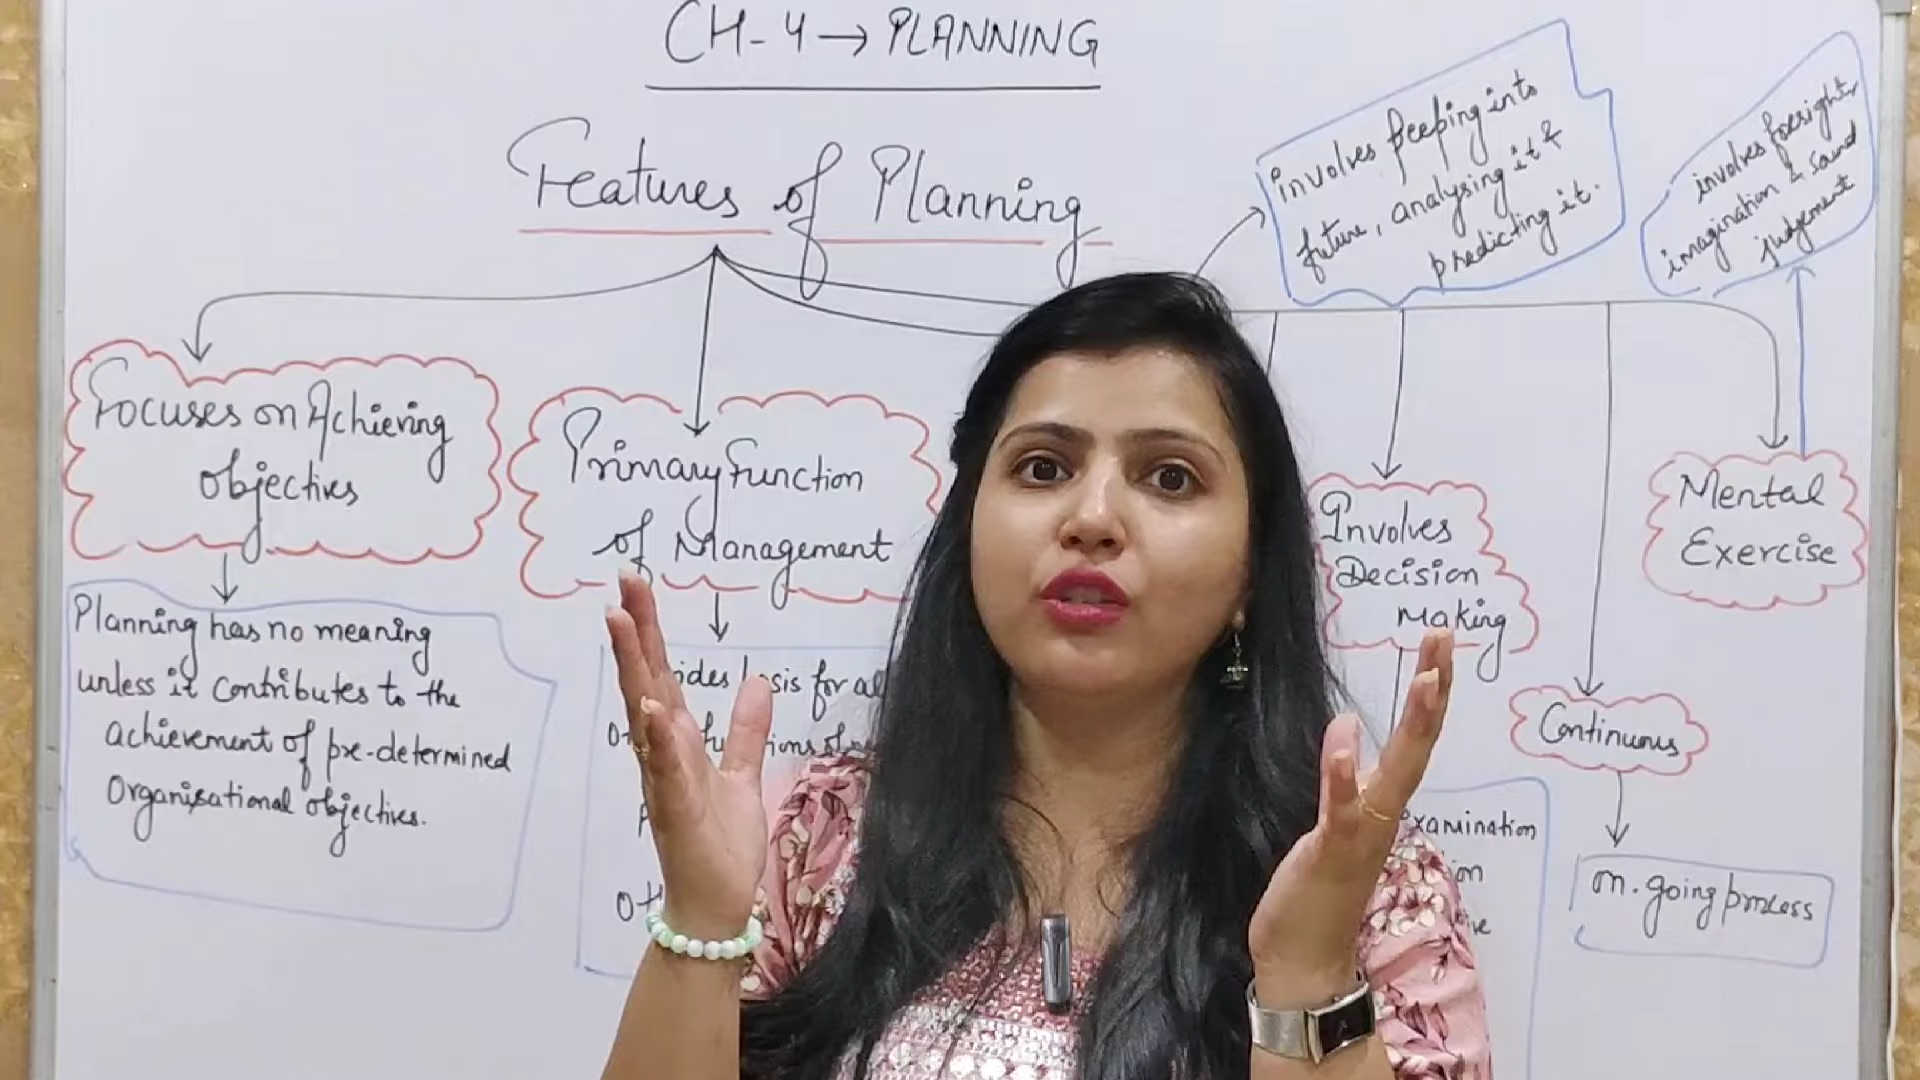 CH-4 → PLANNING
Features of Planning
involves peeping into
future, analysing it &
predicting it.
involves foresight,
imagination & sound
judgement
Focuses on Achieving
Objectives
Planning has no meaning
unless it contributes to the
achievement of pre-determined
Organisational objectives.
Primary Function
of Management
for
Involves
Decision
Making
Examination
Continuous
on-going process
Mental
Exercise